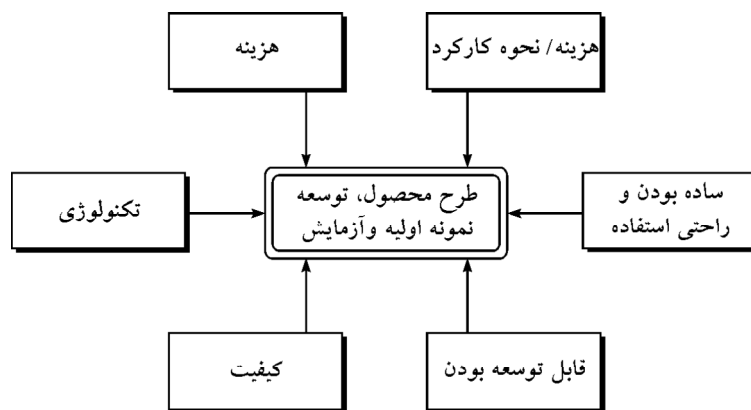 هزینه/ نحوه کارکرد
هزینه
ساده بودن و
راحتی استفاده
طرح محصول، توسعه
نمونه اولیه وآزمایش
تکنولوژی
قابل توسعه بودن
کیفیت